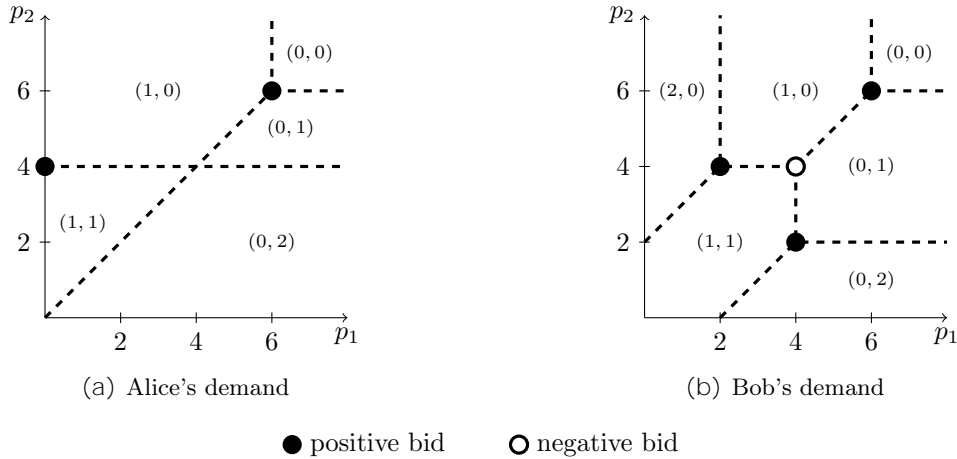 p₂ p₂
(0, 0) (0, 0)
6 (1, 0) 6 (2, 0) (1, 0)
(0, 1)
4 4 (0, 1)
(1, 1)
2 (0, 2) 2 (1, 1)
(0, 2)
2 4 6 p₁ 2 4 6 p₁
(a) Alice's demand (b) Bob's demand
positive bid negative bid